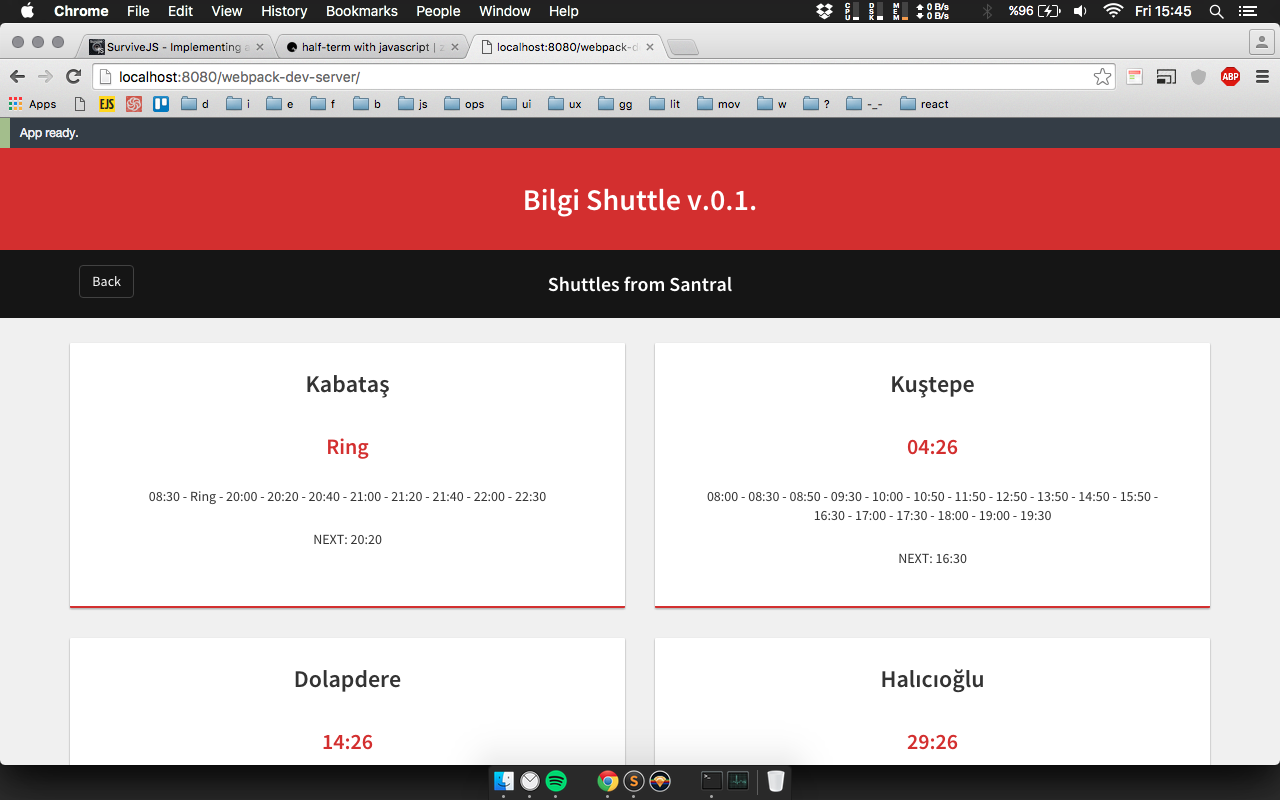 Chrome File Edit View History Bookmarks People Window Help CPU DSK MEM 0 B/s 0 B/s %96 Fri 15:45
SurviveJS - Implementing a half-term with javascript | z localhost:8080/webpack-d
localhost:8080/webpack-dev-server/ ABP
Apps EJS d i e f b js ops ui ux gg lit mov w ? -_- react
App ready.
Bilgi Shuttle v.0.1.
Back Shuttles from Santral
Kabataş
Ring
08:30 - Ring - 20:00 - 20:20 - 20:40 - 21:00 - 21:20 - 21:40 - 22:00 - 22:30
NEXT: 20:20
Kuştepe
04:26
08:00 - 08:30 - 08:50 - 09:30 - 10:00 - 10:50 - 11:50 - 12:50 - 13:50 - 14:50 - 15:50 -
16:30 - 17:00 - 17:30 - 18:00 - 19:00 - 19:30
NEXT: 16:30
Dolapdere
14:26
Halıcıoğlu
29:26